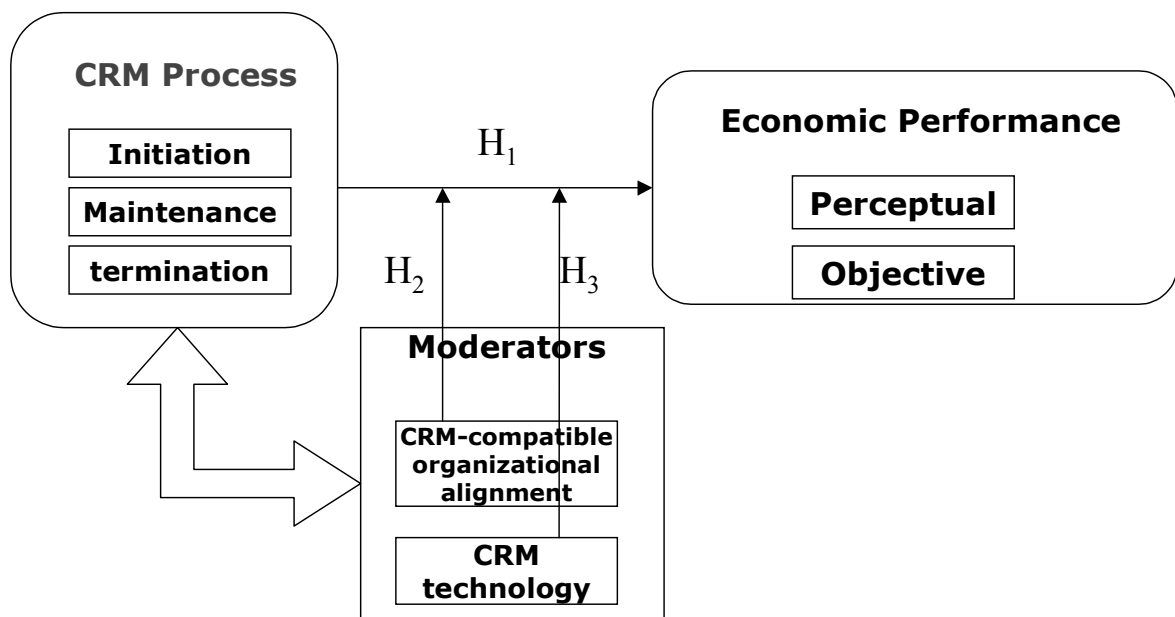 CRM Process
Initiation
Maintenance
termination
H₁
Economic Performance
Perceptual
Objective
H₂
H₃
Moderators
CRM-compatible
organizational
alignment
CRM
technology